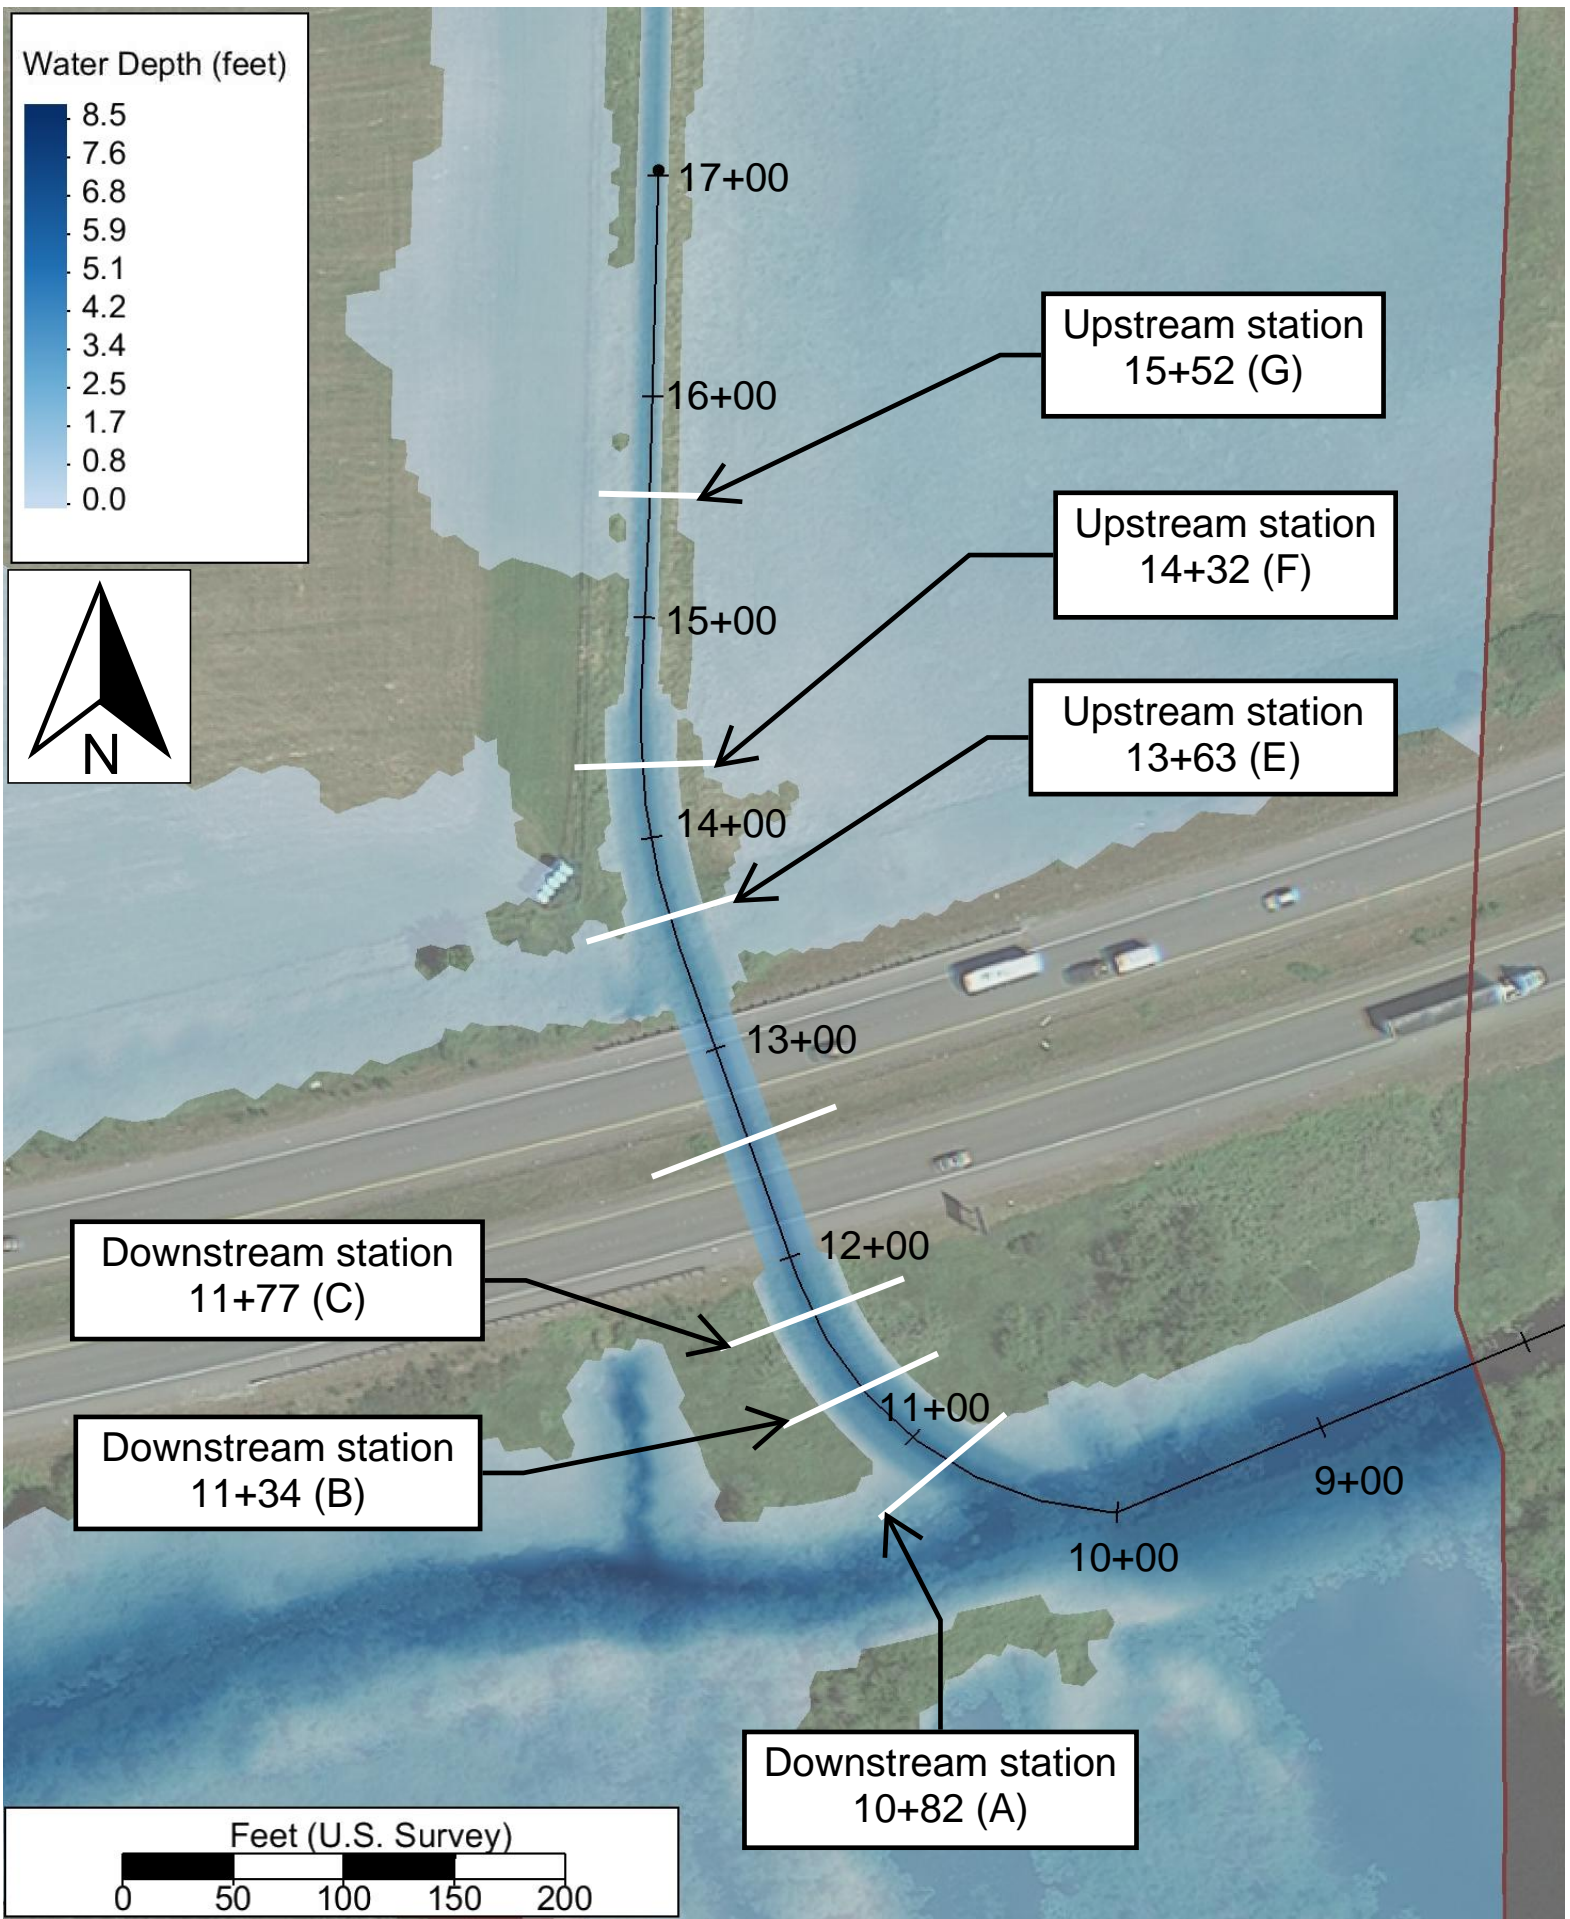 Water Depth (feet)
8.5
7.6
6.8
5.9
5.1
4.2
3.4
2.5
1.7
0.8
0.0
N
17+00
16+00
Upstream station
15+52 (G)
Upstream station
14+32 (F)
15+00
Upstream station
13+63 (E)
14+00
13+00
12+00
Downstream station
11+77 (C)
11+00
Downstream station
11+34 (B)
9+00
10+00
Downstream station
10+82 (A)
Feet (U.S. Survey)
0 50 100 150 200